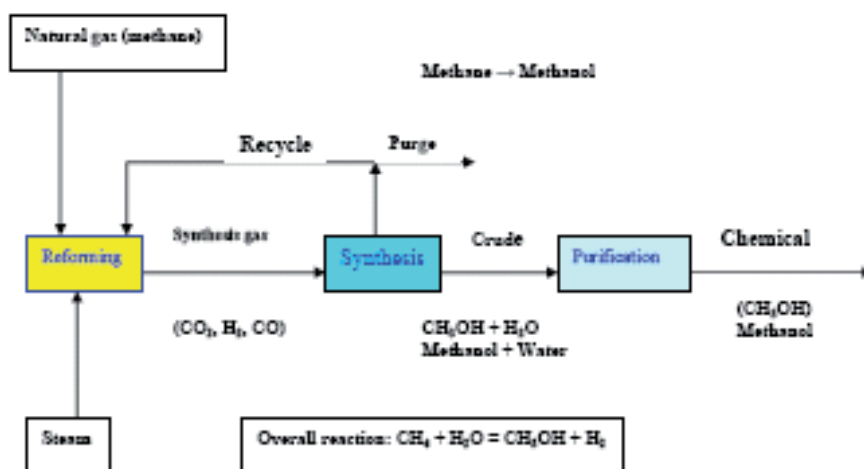 Natural gas (methane)
Methane → Methanol
Recycle
Purge
Reforming
Synthesis gas
Synthesis
Crude
Purification
Chemical
(CO₂, H₂, CO)
CH₃OH + H₂O
Methanol + Water
(CH₃OH)
Methanol
Steam
Overall reaction: CH₄ + H₂O = CH₃OH + H₂